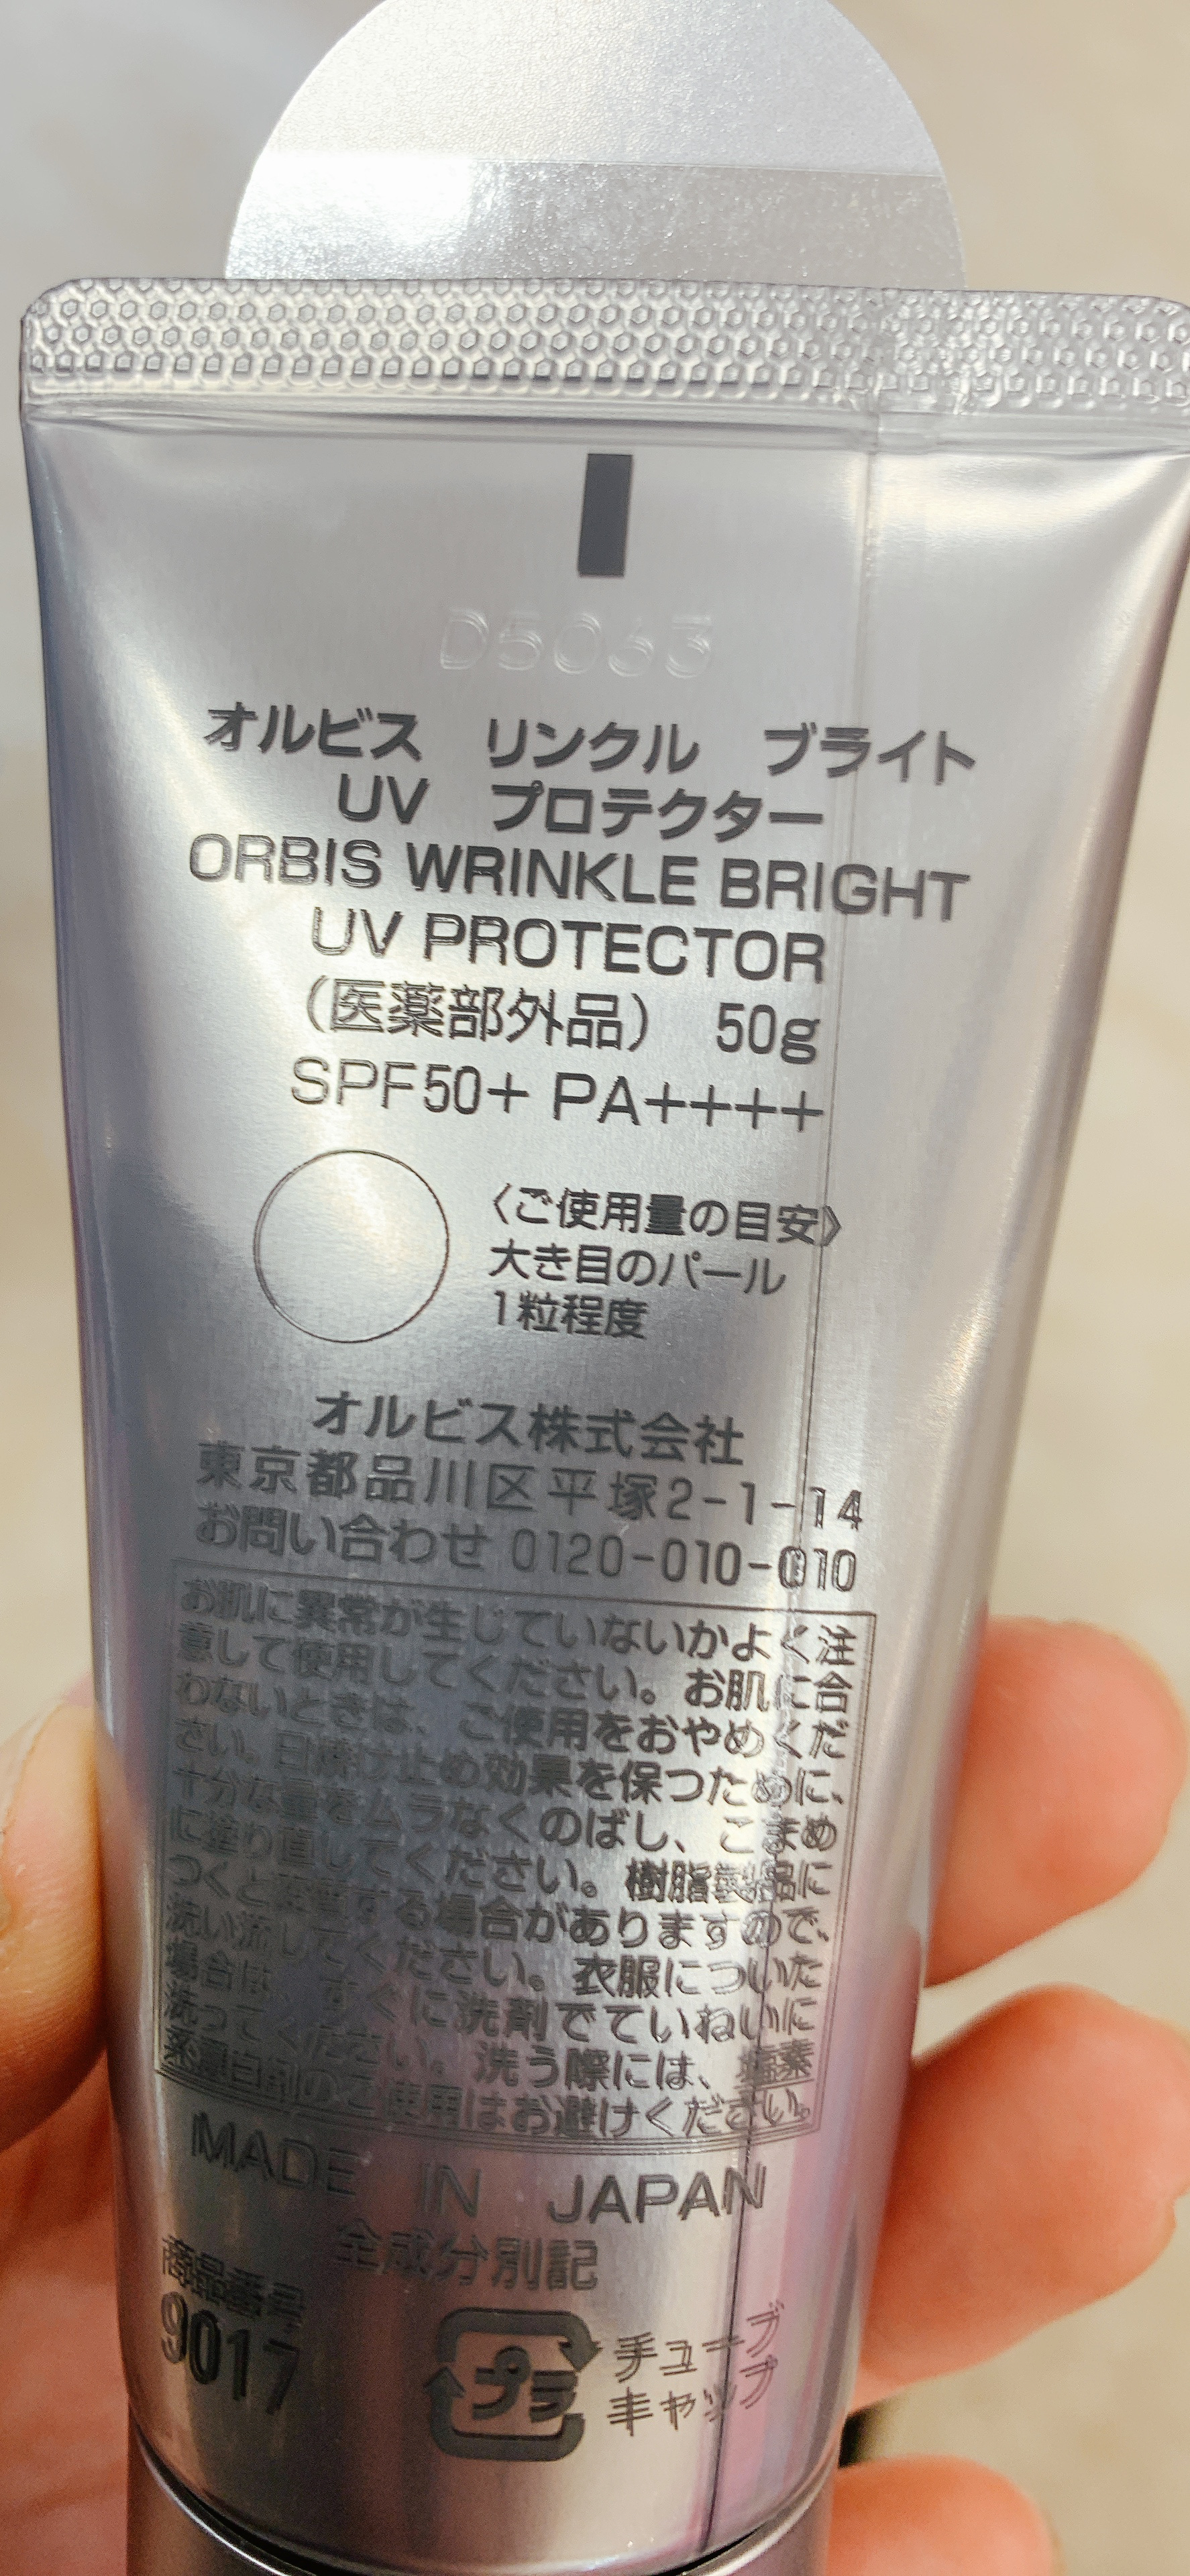 D5063
オルビス リンクル ブライト
UV プロテクター
ORBIS WRINKLE BRIGHT
UV PROTECTOR
（医薬部外品） 50g
SPF50+ PA++++
〈ご使用量の目安〉
大き目のパール
1粒程度
オルビス株式会社
東京都品川区平塚2-1-14
お問い合わせ 0120-010-010
お肌に異常が生じていないかよく注
意して使用してください。お肌に合
わないときは、ご使用をおやめくだ
さい。日焼け止め効果を保つために、
十分な量をムラなくのばし、こまめ
に塗り直してください。樹脂製品に
つくと変着する場合がありますので、
洗い流してください。衣服についた
場合は、すぐに洗剤でていねいに
洗ってください。洗う際には、塩素
系漂白剤のご使用はお避けください。
MADE IN JAPAN
全成分別記
商品番号
9017
プラ
チューブ
キャップ